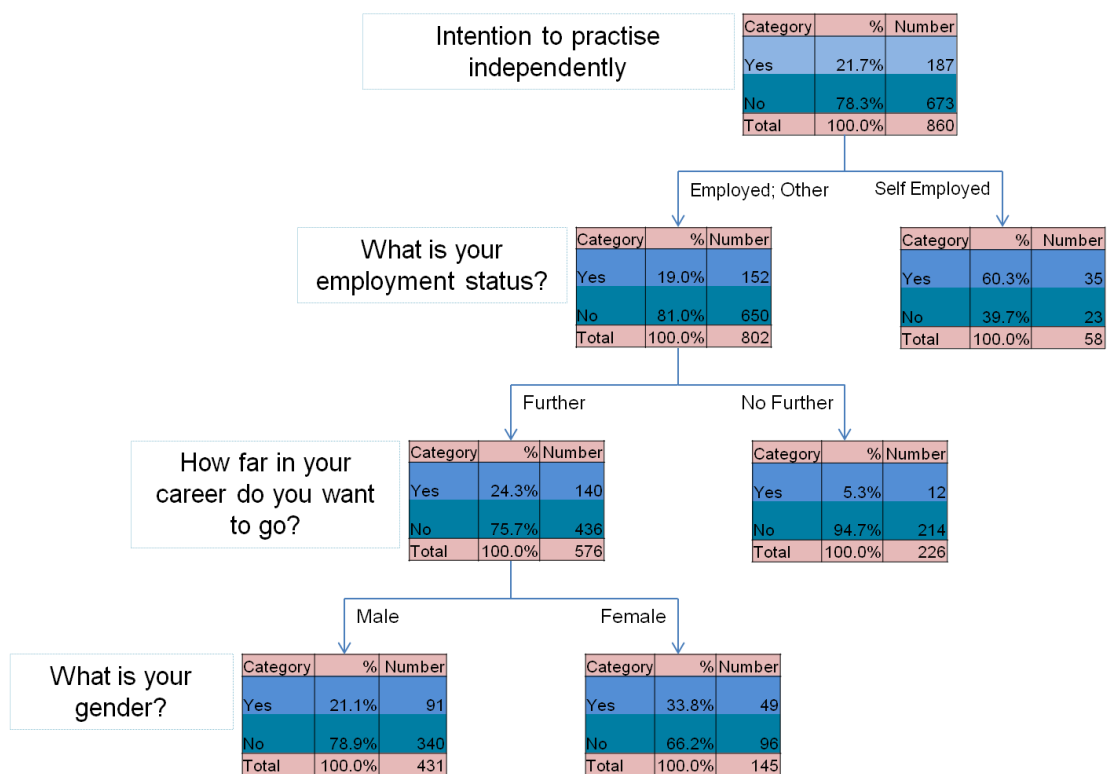 Intention to practise
independently
Category % Number
Yes 21.7% 187
No 78.3% 673
Total 100.0% 860
Employed; Other
Self Employed
What is your
employment status?
Category % Number
Yes 19.0% 152
No 81.0% 650
Total 100.0% 802
Category % Number
Yes 60.3% 35
No 39.7% 23
Total 100.0% 58
Further
No Further
How far in your
career do you want
to go?
Category % Number
Yes 24.3% 140
No 75.7% 436
Total 100.0% 576
Category % Number
Yes 5.3% 12
No 94.7% 214
Total 100.0% 226
Male
Female
What is your
gender?
Category % Number
Yes 21.1% 91
No 78.9% 340
Total 100.0% 431
Category % Number
Yes 33.8% 49
No 66.2% 96
Total 100.0% 145